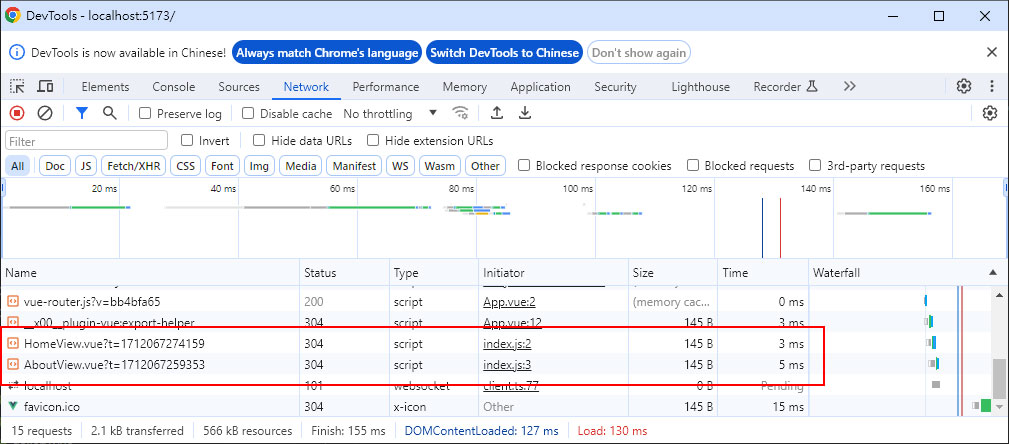 DevTools - localhost:5173/
DevTools is now available in Chinese! Always match Chrome's language Switch DevTools to Chinese Don't show again
Elements Console Sources Network Performance Memory Application Security Lighthouse Recorder
Preserve log Disable cache No throttling
Filter Invert Hide data URLs Hide extension URLs
All Doc JS Fetch/XHR CSS Font Img Media Manifest WS Wasm Other Blocked response cookies Blocked requests 3rd-party requests
20 ms 40 ms 60 ms 80 ms 100 ms 120 ms 140 ms 160 ms
Name Status Type Initiator Size Time Waterfall
vue-router.js?v=bb4bfa65 200 script App.vue:2 (memory cac... 0 ms
__x00__plugin-vue:export-helper 304 script App.vue:12 145 B 3 ms
HomeView.vue?t=1712067274159 304 script index.js:2 145 B 3 ms
AboutView.vue?t=1712067259353 304 script index.js:3 145 B 5 ms
localhost 101 websocket client.ts:77 0 B Pending
favicon.ico 304 x-icon Other 145 B 15 ms
15 requests 2.1 kB transferred 566 kB resources Finish: 155 ms DOMContentLoaded: 127 ms Load: 130 ms